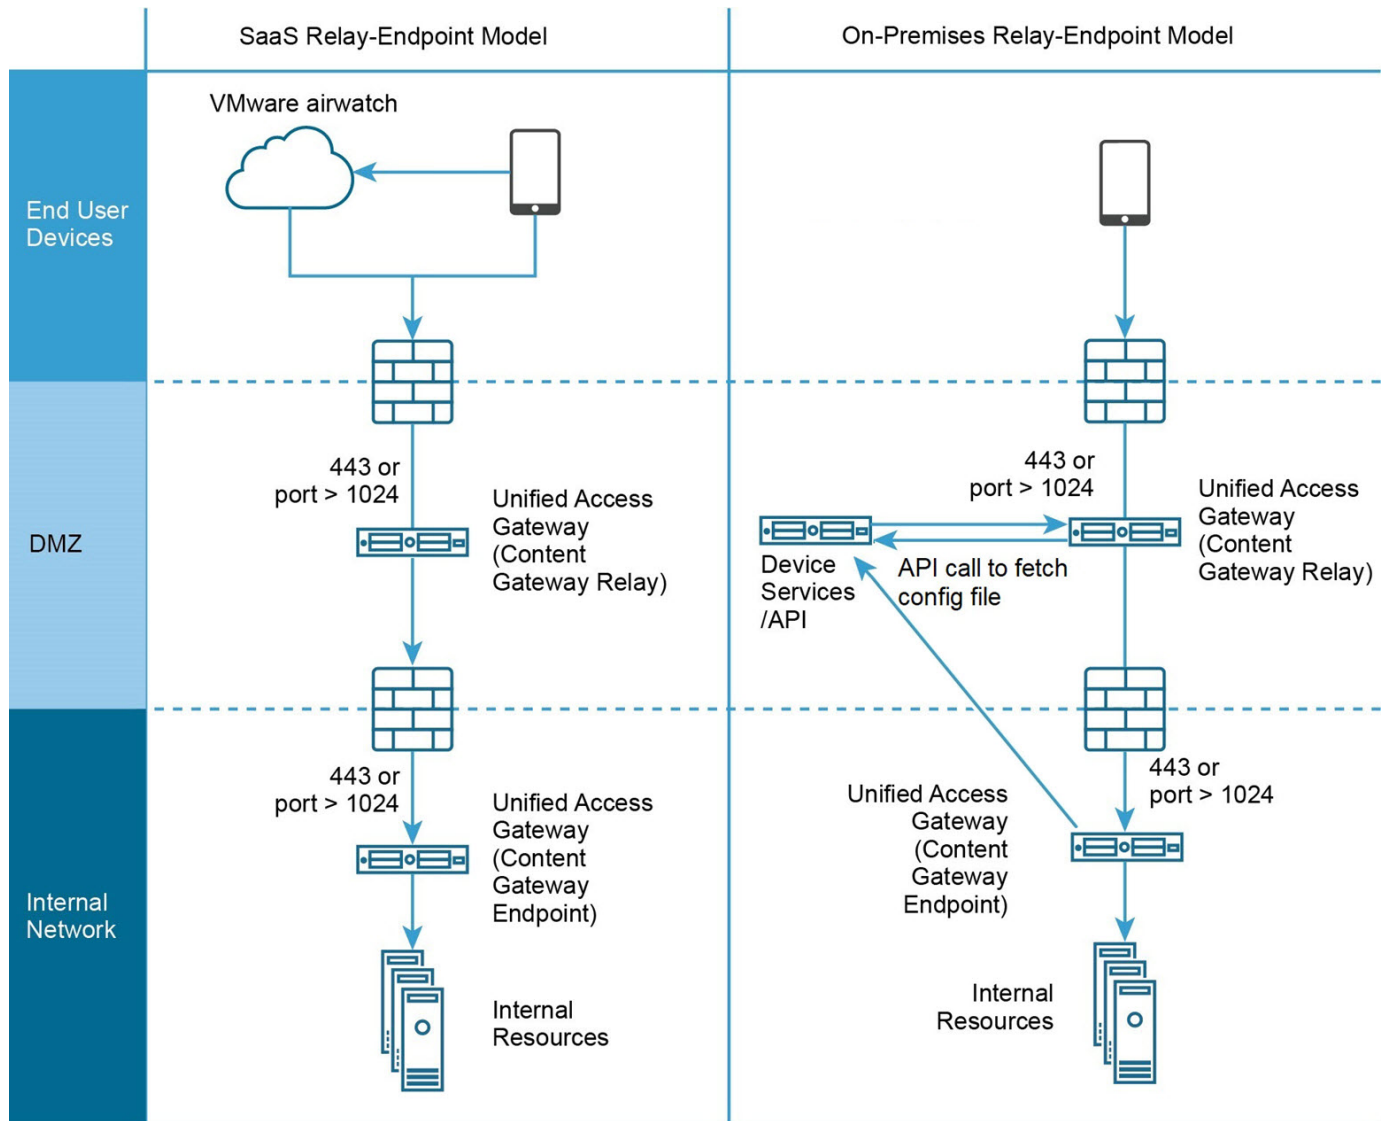 SaaS Relay-Endpoint Model
On-Premises Relay-Endpoint Model
End User
Devices
VMware airwatch
DMZ
443 or
port > 1024
Unified Access
Gateway
(Content
Gateway Relay)
443 or
port > 1024
Unified Access
Gateway
(Content
Gateway Relay)
Device
Services
/API
API call to fetch
config file
Internal
Network
443 or
port > 1024
Unified Access
Gateway
(Content
Gateway
Endpoint)
Internal
Resources
443 or
port > 1024
Unified Access
Gateway
(Content
Gateway
Endpoint)
Internal
Resources